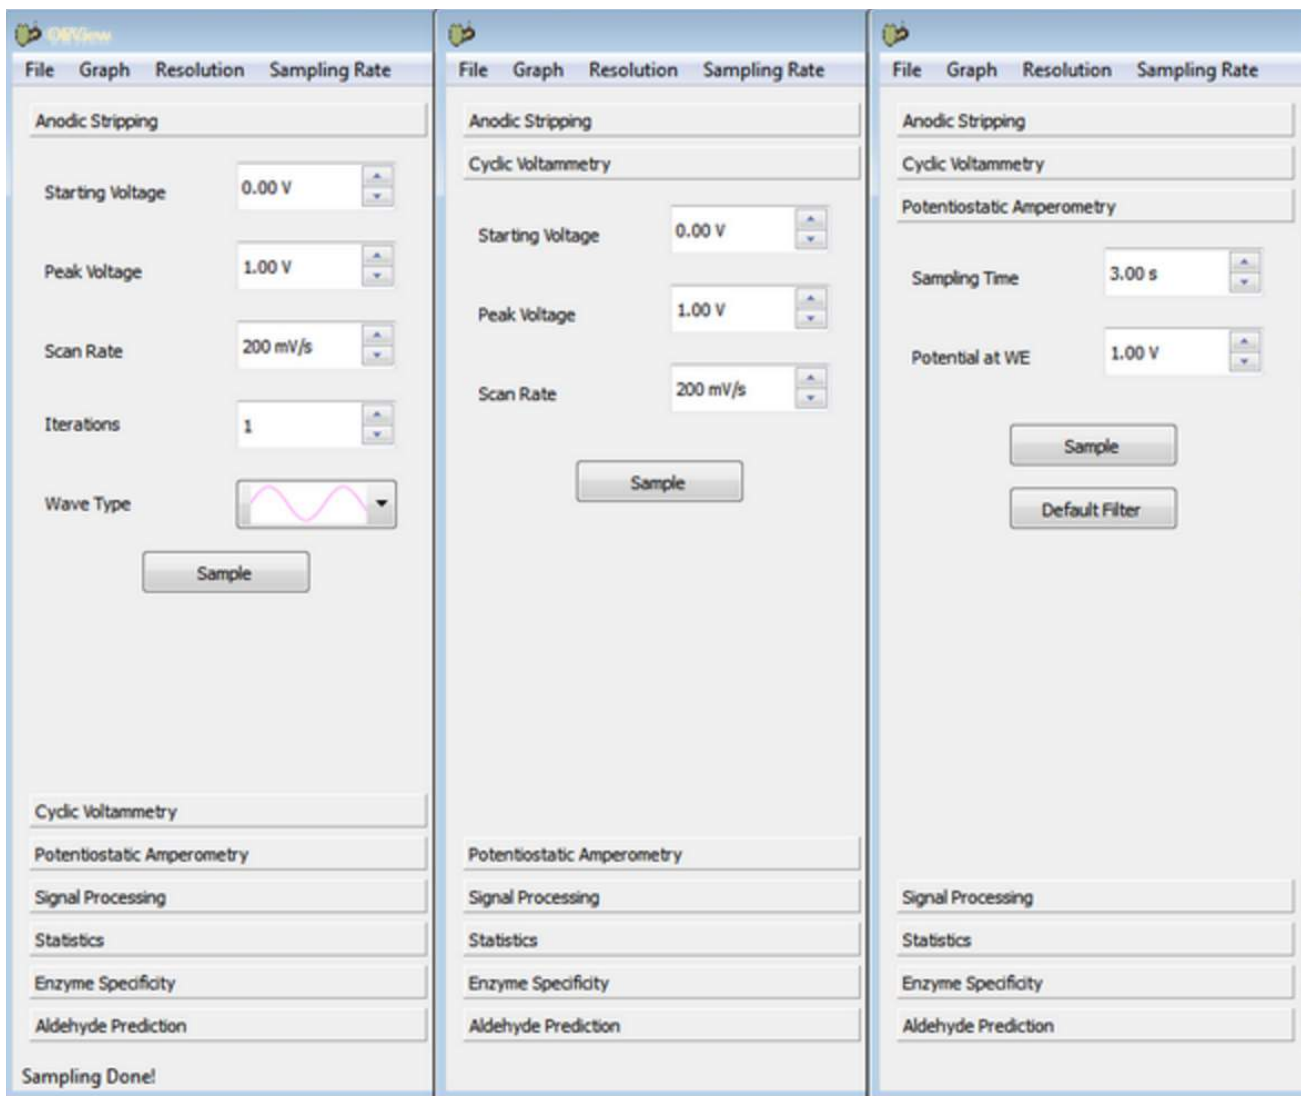 File Graph Resolution Sampling Rate
Anodic Stripping
Starting Voltage 0.00 V
Peak Voltage 1.00 V
Scan Rate 200 mV/s
Iterations 1
Wave Type
Sample
Cyclic Voltammetry
Potentiostatic Amperometry
Signal Processing
Statistics
Enzyme Specificity
Aldehyde Prediction
Sampling Done!
File Graph Resolution Sampling Rate
Anodic Stripping
Cyclic Voltammetry
Starting Voltage 0.00 V
Peak Voltage 1.00 V
Scan Rate 200 mV/s
Sample
Potentiostatic Amperometry
Signal Processing
Statistics
Enzyme Specificity
Aldehyde Prediction
File Graph Resolution Sampling Rate
Anodic Stripping
Cyclic Voltammetry
Potentiostatic Amperometry
Sampling Time 3.00 s
Potential at WE 1.00 V
Sample
Default Filter
Signal Processing
Statistics
Enzyme Specificity
Aldehyde Prediction